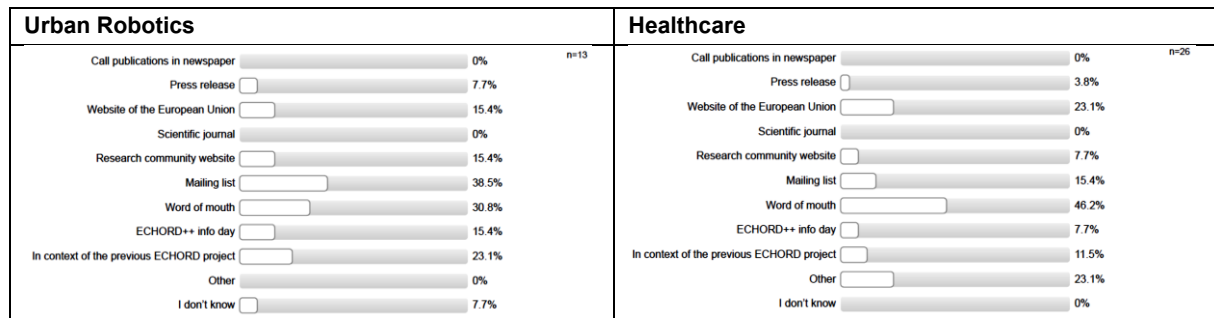 Urban Robotics
n=13
Call publications in newspaper 0%
Press release 7.7%
Website of the European Union 15.4%
Scientific journal 0%
Research community website 15.4%
Mailing list 38.5%
Word of mouth 30.8%
ECHORD++ info day 15.4%
In context of the previous ECHORD project 23.1%
Other 0%
I don't know 7.7%
Healthcare
n=26
Call publications in newspaper 0%
Press release 3.8%
Website of the European Union 23.1%
Scientific journal 0%
Research community website 7.7%
Mailing list 15.4%
Word of mouth 46.2%
ECHORD++ info day 7.7%
In context of the previous ECHORD project 11.5%
Other 23.1%
I don't know 0%